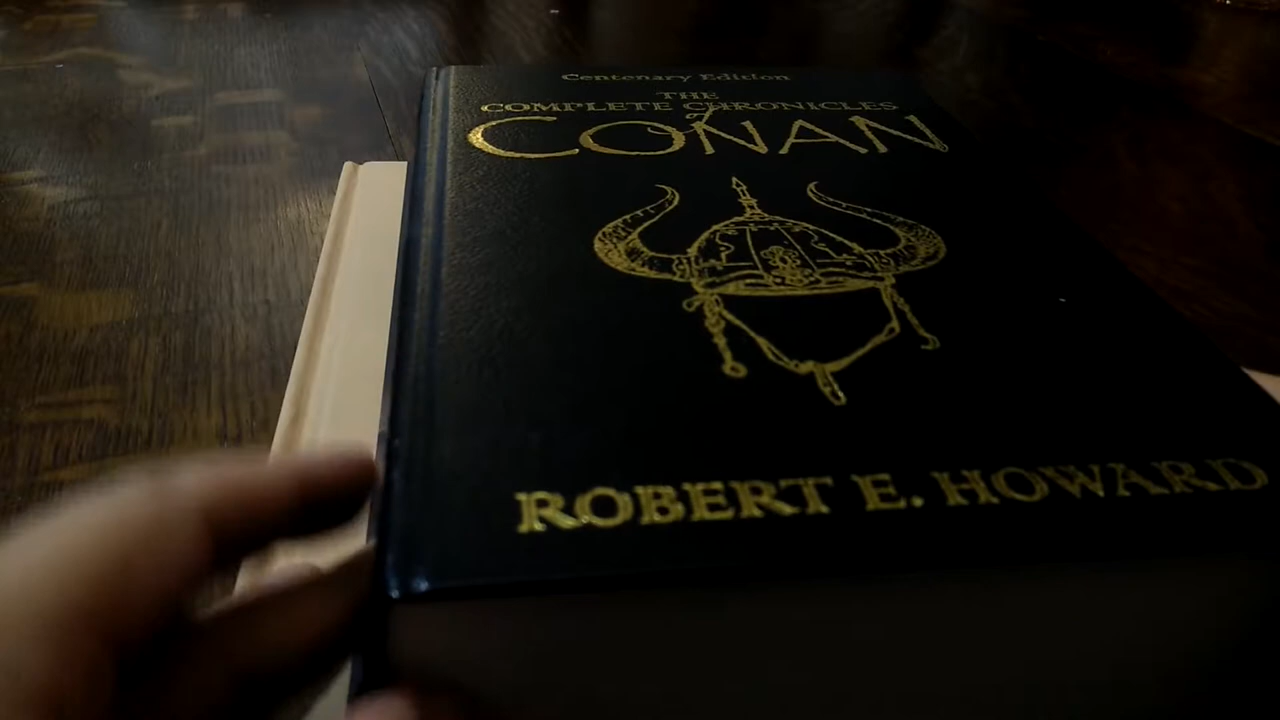 Centenary Edition
THE
COMPLETE CHRONICLES
of
CONAN
ROBERT E. HOWARD